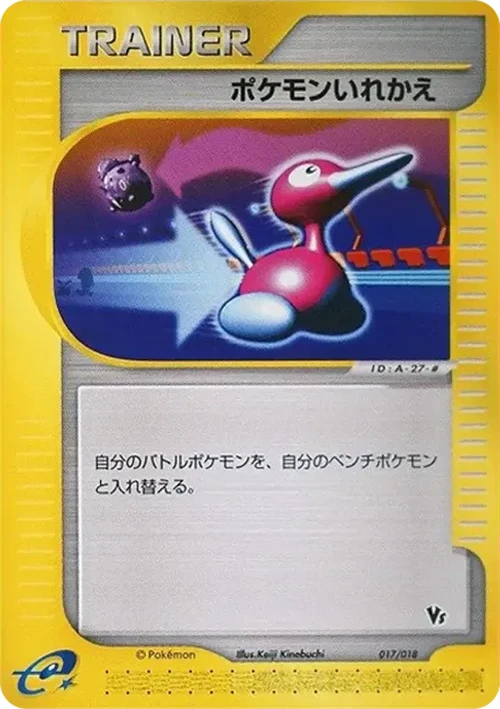 TRAINER
ポケモンいれかえ
ID:A-27-#
自分のバトルポケモンを、自分のベンチポケモン
と入れ替える。
Vs
© Pokémon
Illus.Keiji Kinebuchi
017/018
e